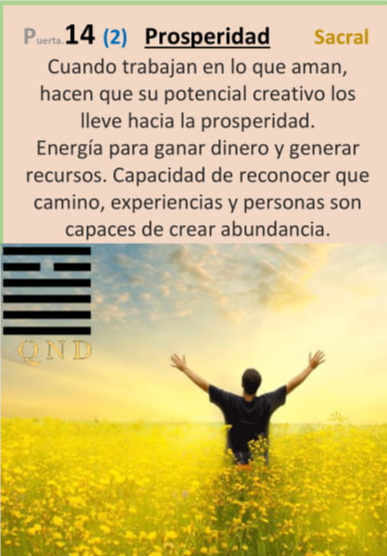 Puerta.14 (2) Prosperidad Sacral
Cuando trabajan en lo que aman,
hacen que su potencial creativo los
lleve hacia la prosperidad.
Energía para ganar dinero y generar
recursos. Capacidad de reconocer que
camino, experiencias y personas son
capaces de crear abundancia.
QND